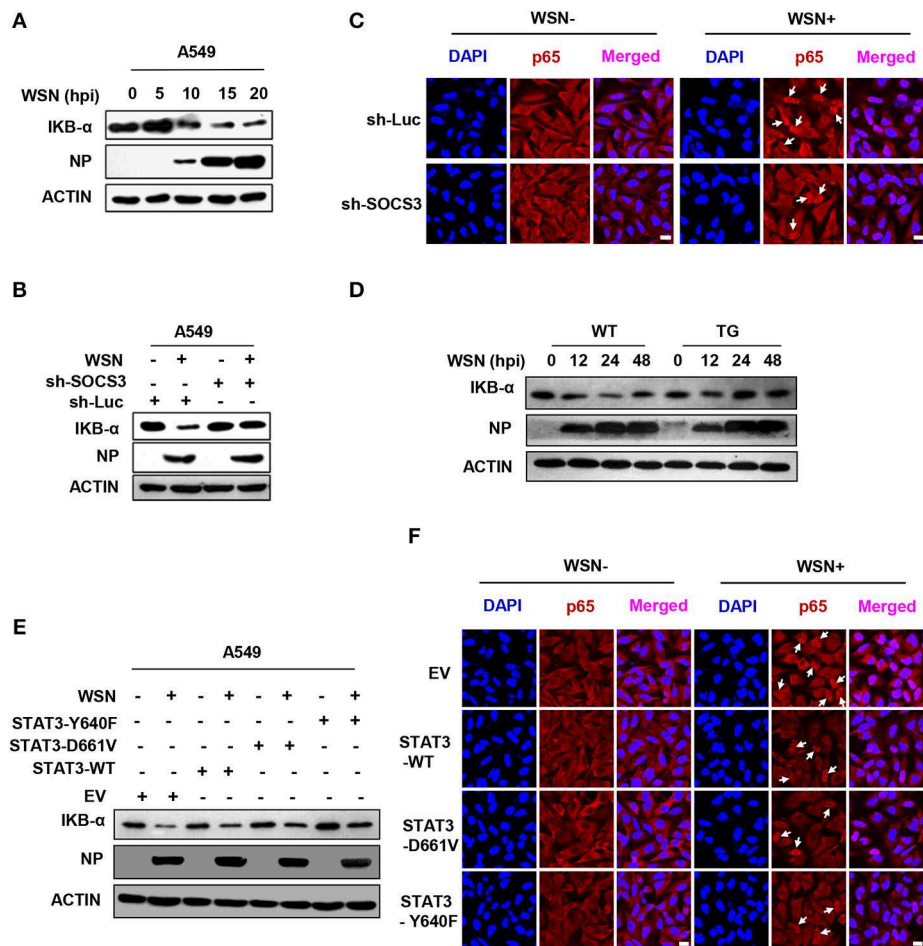 A
A549
WSN (hpi) 0 5 10 15 20
IKB-α
NP
ACTIN
B
A549
WSN - + - +
sh-SOCS3 - - + +
sh-Luc + + - -
IKB-α
NP
ACTIN
C
WSN- WSN+
DAPI p65 Merged DAPI p65 Merged
sh-Luc
sh-SOCS3
D
WT TG
WSN (hpi) 0 12 24 48 0 12 24 48
IKB-α
NP
ACTIN
E
A549
WSN - + - + - + - +
STAT3-Y640F - - - - - - + +
STAT3-D661V - - - - + + - -
STAT3-WT - - + + - - - -
EV + + - - - - - -
IKB-α
NP
ACTIN
F
WSN- WSN+
DAPI p65 Merged DAPI p65 Merged
EV
STAT3
-WT
STAT3
-D661V
STAT3
- Y640F